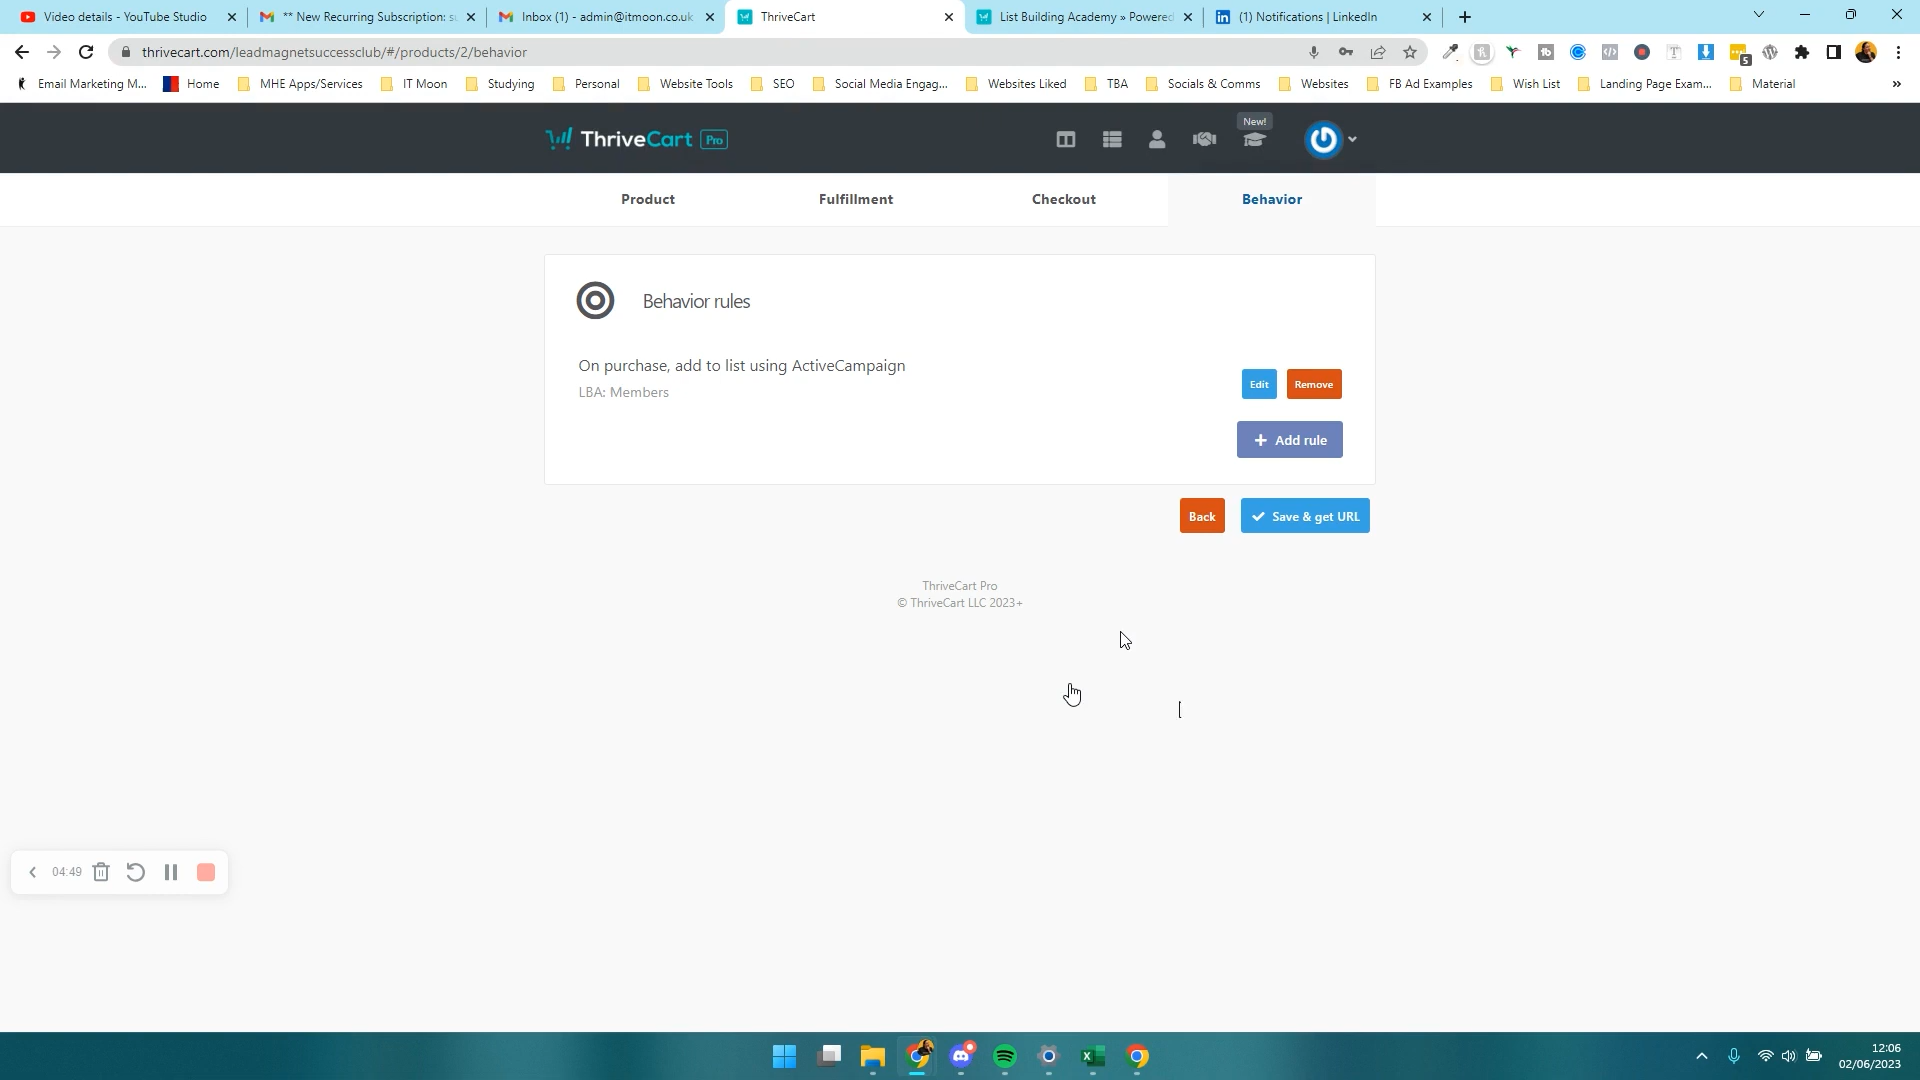 Video details - YouTube Studio
** New Recurring Subscription: su
Inbox (1) - admin@itmoon.co.uk
ThriveCart
List Building Academy » Powered
(1) Notifications | LinkedIn
thrivecart.com/leadmagnetsuccessclub/#/products/2/behavior
5
Email Marketing M...
Home
MHE Apps/Services
IT Moon
Studying
Personal
Website Tools
SEO
Social Media Engag...
Websites Liked
TBA
Socials & Comms
Websites
FB Ad Examples
Wish List
Landing Page Exam...
Material
»
ThriveCart Pro
New!
Product
Fulfillment
Checkout
Behavior
Behavior rules
On purchase, add to list using ActiveCampaign
LBA: Members
Edit
Remove
+ Add rule
Back
Save & get URL
ThriveCart Pro
© ThriveCart LLC 2023+
04:49
12:06
02/06/2023